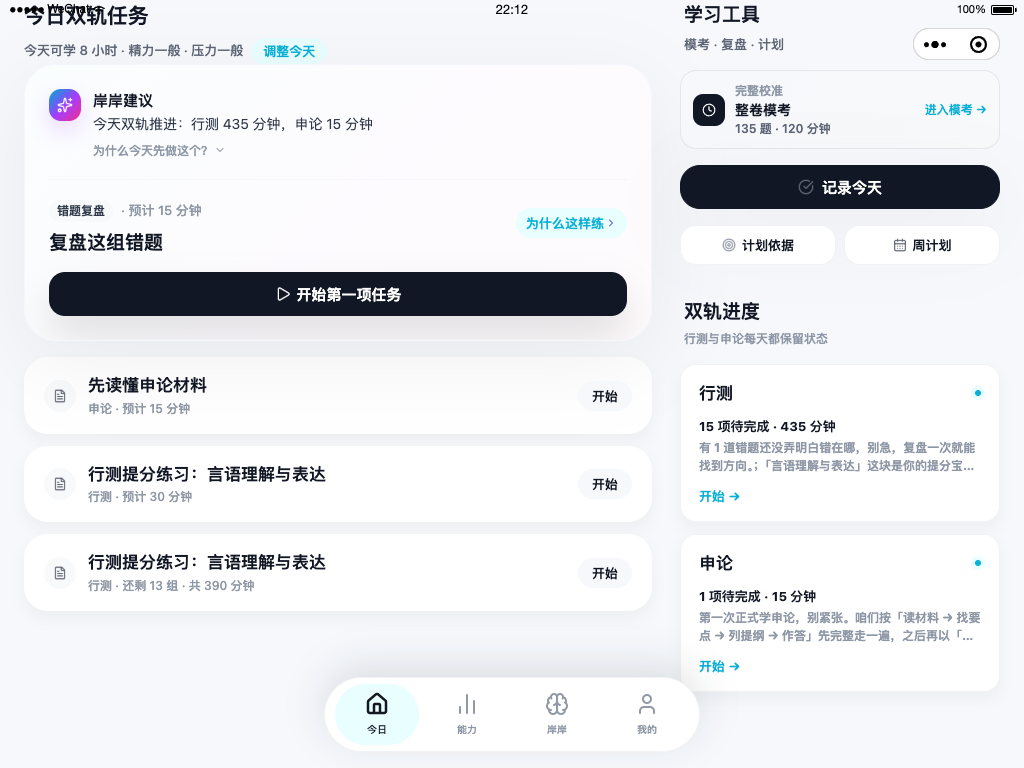 WeChat
22:12
100%
今日双轨任务
今天可学 8 小时 · 精力一般 · 压力一般
调整今天
岸岸建议
今天双轨推进：行测 435 分钟，申论 15 分钟
为什么今天先做这个？
错题复盘 · 预计 15 分钟
复盘这组错题
为什么这样练
开始第一项任务
先读懂申论材料
申论 · 预计 15 分钟
开始
行测提分练习：言语理解与表达
行测 · 预计 30 分钟
开始
行测提分练习：言语理解与表达
行测 · 还剩 13 组 · 共 390 分钟
开始
学习工具
模考 · 复盘 · 计划
完整校准
整卷模考
135 题 · 120 分钟
进入模考 →
记录今天
计划依据
周计划
双轨进度
行测与申论每天都保留状态
行测
15 项待完成 · 435 分钟
有 1 道错题还没弄明白错在哪，别急，复盘一次就能
找到方向。；「言语理解与表达」这块是你的提分宝...
开始 →
申论
1 项待完成 · 15 分钟
第一次正式学申论，别紧张。咱们按「读材料 → 找要
点 → 列提纲 → 作答」先完整走一遍，之后再以「...
开始 →
今日
能力
岸岸
我的